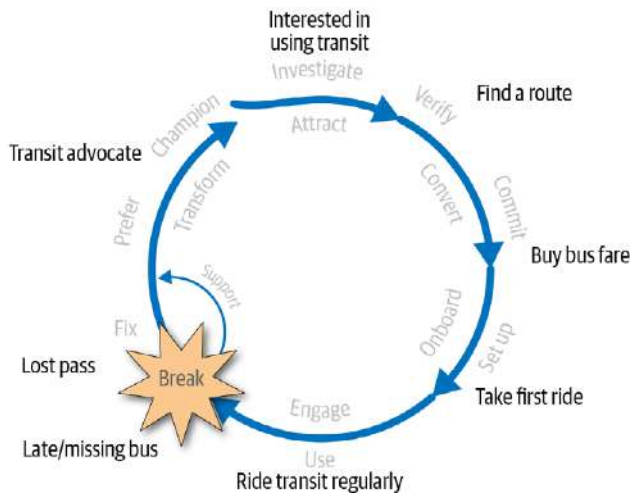 Interested in
using transit
Investigate
Attract
Verify
Find a route
Convert
Commit
Buy bus fare
Onboard
Set up
Take first ride
Engage
Use
Ride transit regularly
Break
Late/missing bus
Lost pass
Fix
Support
Prefer
Transform
Transit advocate
Champion